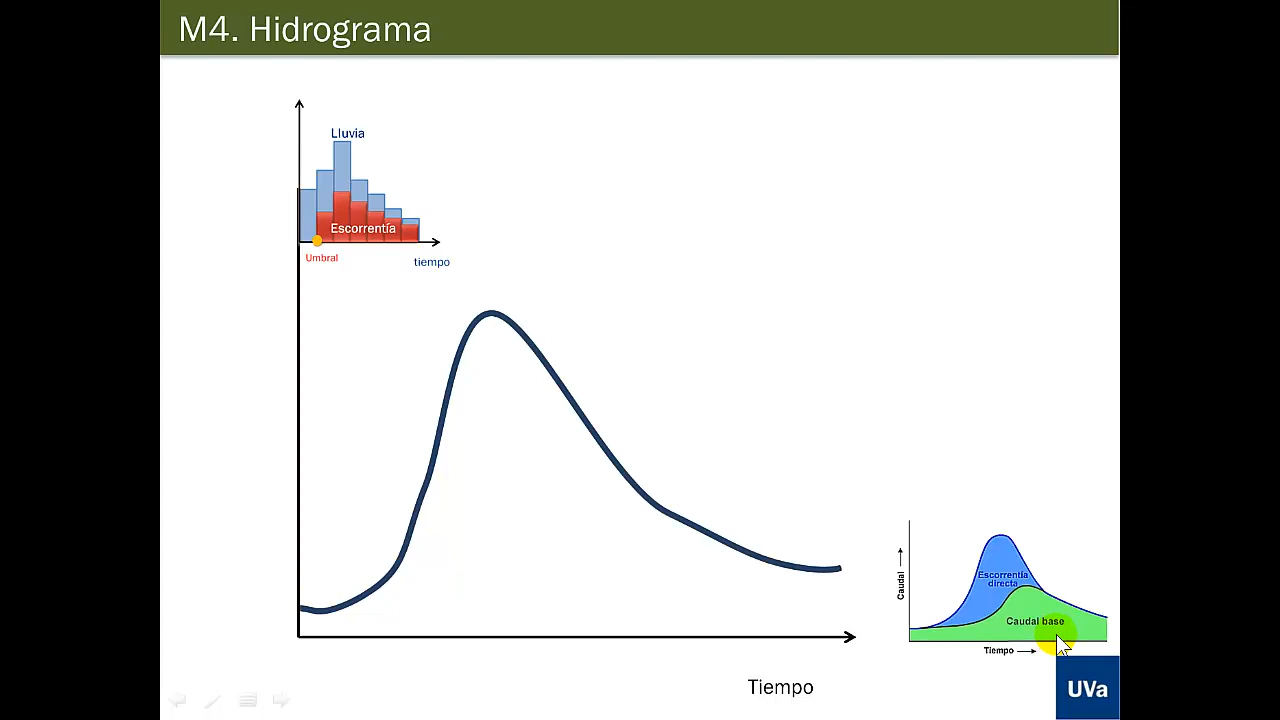 M4. Hidrograma
Lluvia
Escorrentía
Umbral
tiempo
Escorrentía
directa
Caudal
Caudal base
Tiempo
Tiempo
UVa